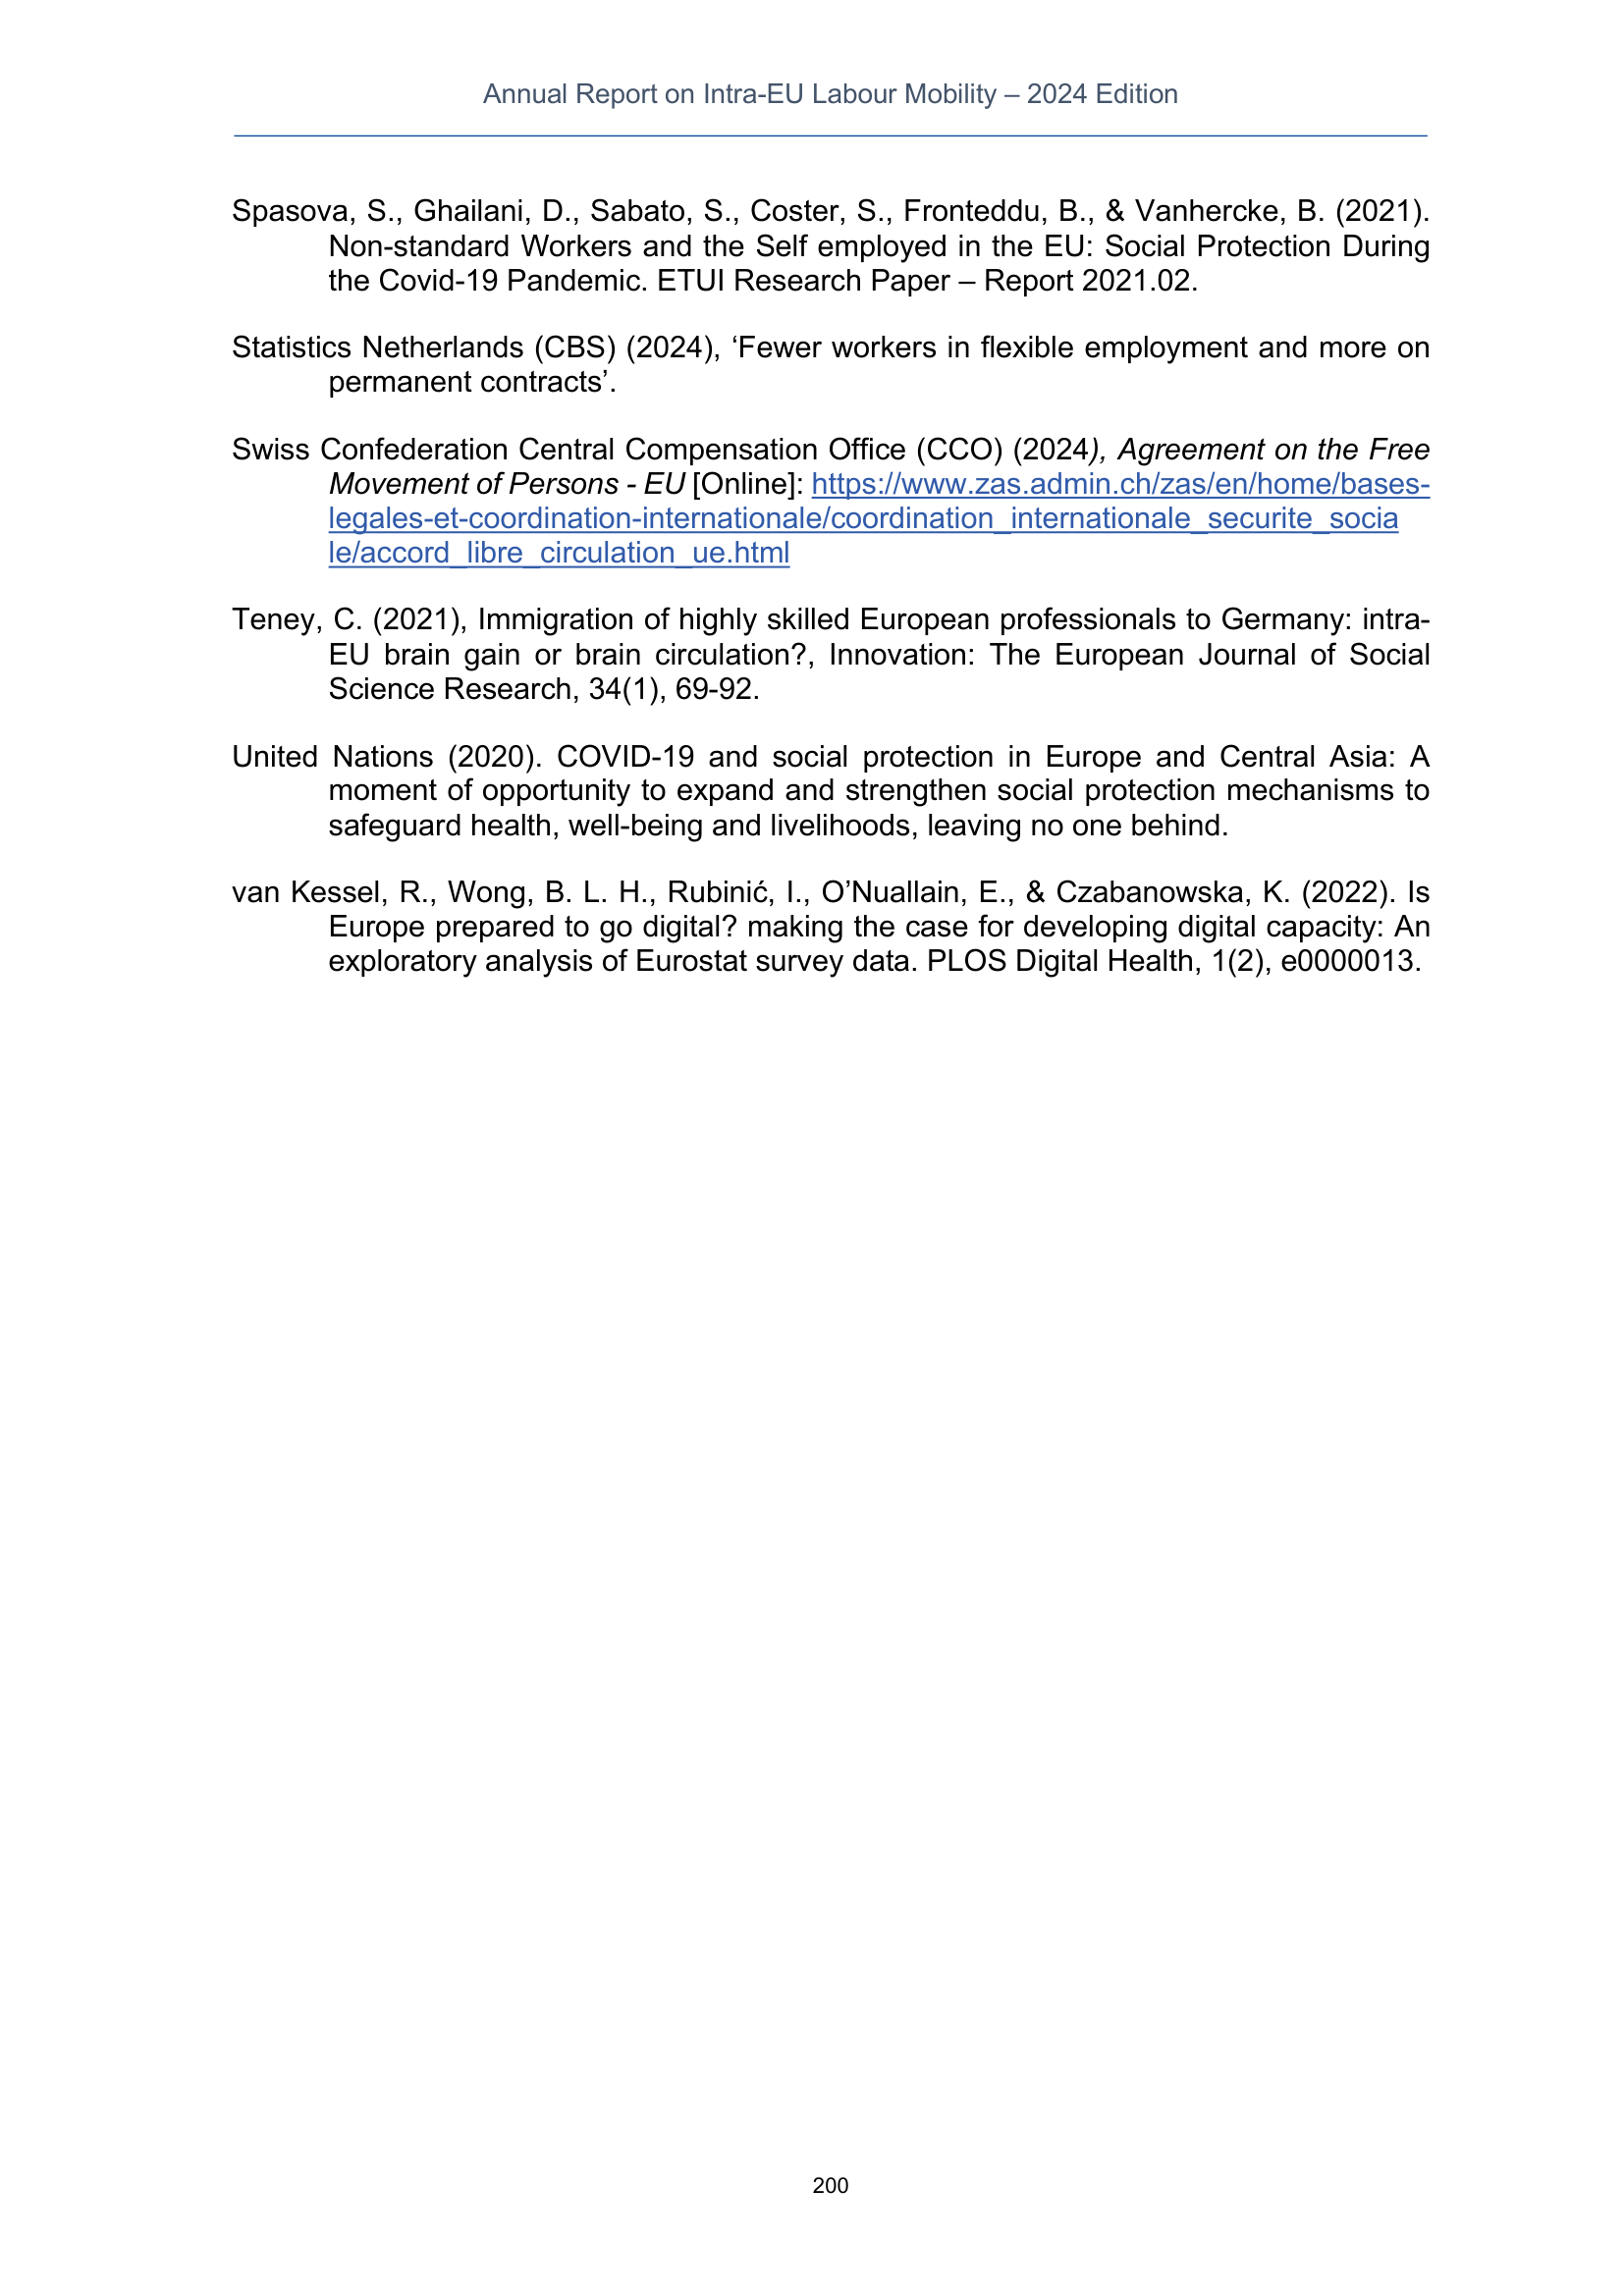 Annual Report on Intra-EU Labour Mobility – 2024 Edition
Spasova, S., Ghailani, D., Sabato, S., Coster, S., Fronteddu, B., & Vanhercke, B. (2021).
Non-standard Workers and the Self employed in the EU: Social Protection During
the Covid-19 Pandemic. ETUI Research Paper – Report 2021.02.
Statistics Netherlands (CBS) (2024), ‘Fewer workers in flexible employment and more on
permanent contracts’.
Swiss Confederation Central Compensation Office (CCO) (2024), Agreement on the Free
Movement of Persons - EU [Online]: https://www.zas.admin.ch/zas/en/home/bases-
legales-et-coordination-internationale/coordination_internationale_securite_socia
le/accord_libre_circulation_ue.html
Teney, C. (2021), Immigration of highly skilled European professionals to Germany: intra-
EU brain gain or brain circulation?, Innovation: The European Journal of Social
Science Research, 34(1), 69-92.
United Nations (2020). COVID-19 and social protection in Europe and Central Asia: A
moment of opportunity to expand and strengthen social protection mechanisms to
safeguard health, well-being and livelihoods, leaving no one behind.
van Kessel, R., Wong, B. L. H., Rubinić, I., O’Nuallain, E., & Czabanowska, K. (2022). Is
Europe prepared to go digital? making the case for developing digital capacity: An
exploratory analysis of Eurostat survey data. PLOS Digital Health, 1(2), e0000013.
200